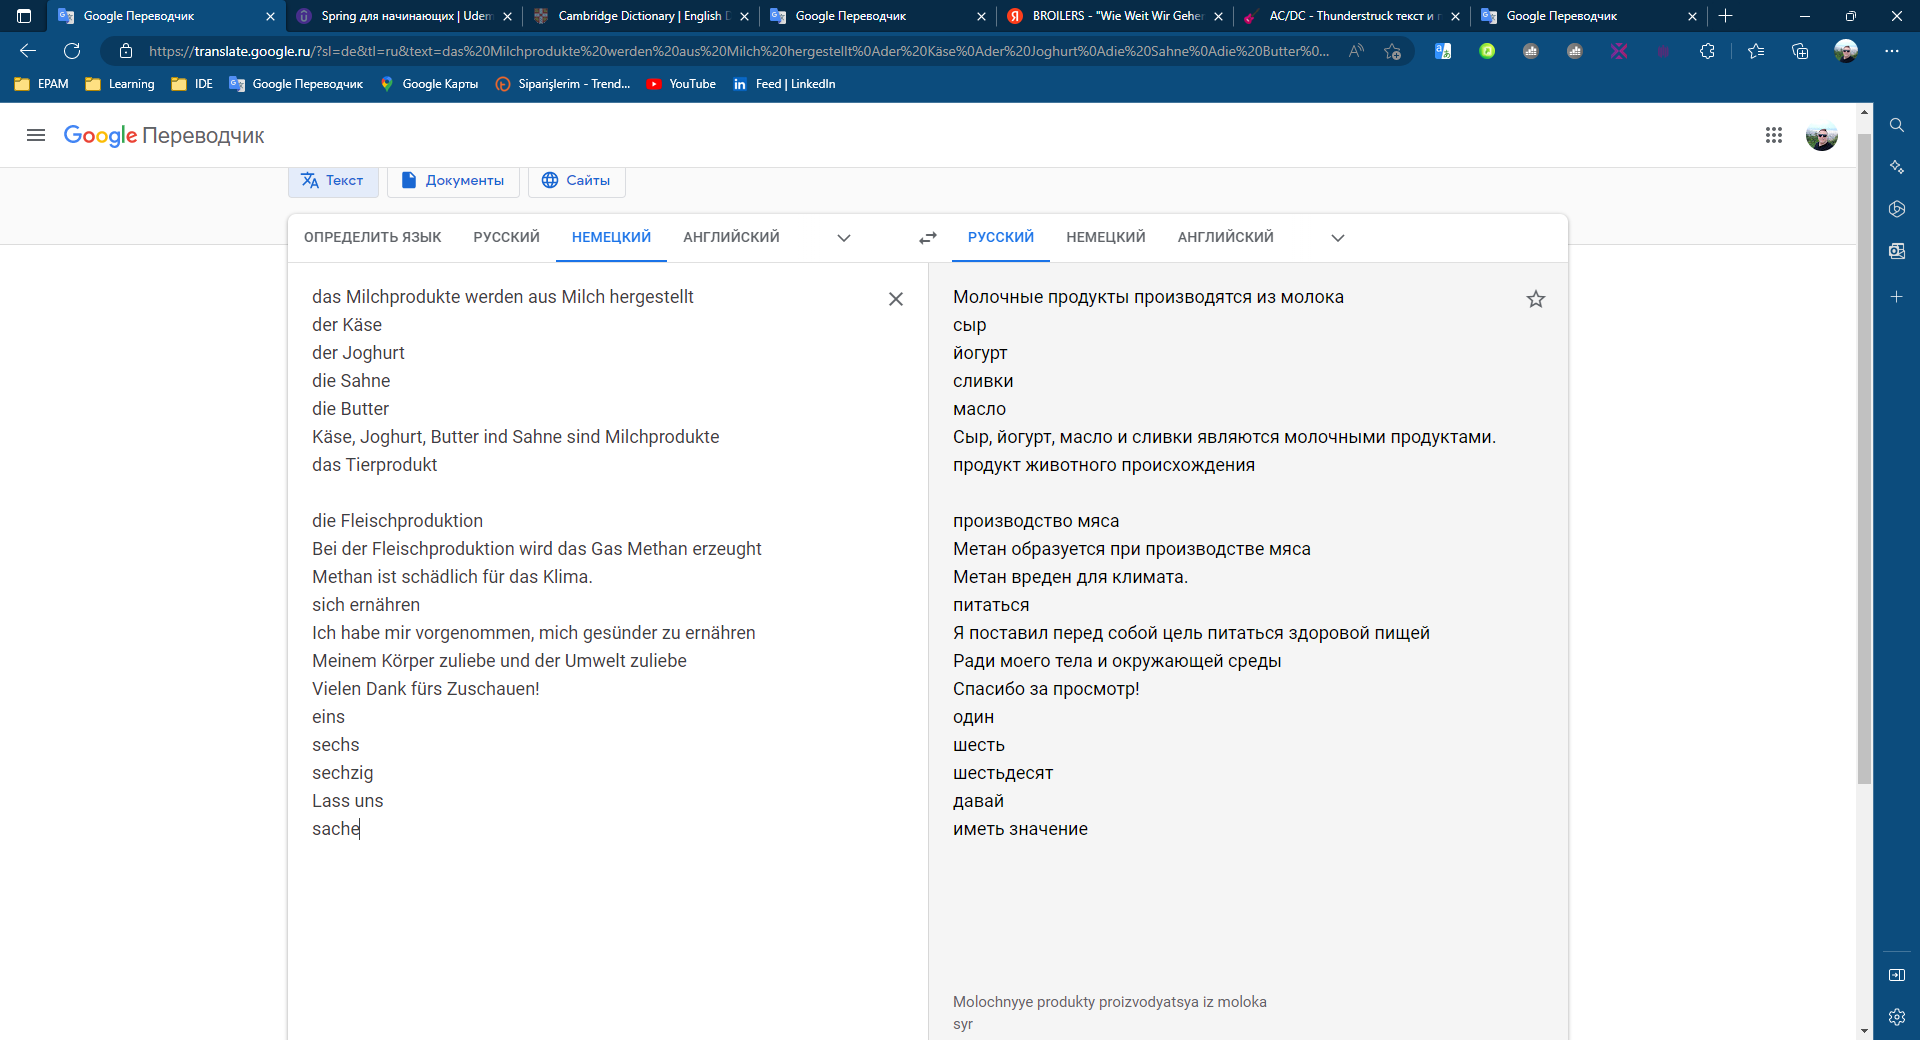 Google Переводчик
Spring для начинающих | Udem
Cambridge Dictionary | English D
Google Переводчик
BROILERS - "Wie Weit Wir Gehen
AC/DC - Thunderstruck текст и п
Google Переводчик
https://translate.google.ru/?sl=de&tl=ru&text=das%20Milchprodukte%20werden%20aus%20Milch%20hergestellt%0Ader%20Käse%0Ader%20Joghurt%0Adie%20Sahne%0Adie%20Butter%0...
EPAM
Learning
IDE
Google Переводчик
Google Карты
Siparişlerim - Trend...
YouTube
Feed | LinkedIn
Google Переводчик
Текст
Документы
Сайты
ОПРЕДЕЛИТЬ ЯЗЫК
РУССКИЙ
НЕМЕЦКИЙ
АНГЛИЙСКИЙ
РУССКИЙ
НЕМЕЦКИЙ
АНГЛИЙСКИЙ
das Milchprodukte werden aus Milch hergestellt
der Käse
der Joghurt
die Sahne
die Butter
Käse, Joghurt, Butter ind Sahne sind Milchprodukte
das Tierprodukt
die Fleischproduktion
Bei der Fleischproduktion wird das Gas Methan erzeught
Methan ist schädlich für das Klima.
sich ernähren
Ich habe mir vorgenommen, mich gesünder zu ernähren
Meinem Körper zuliebe und der Umwelt zuliebe
Vielen Dank fürs Zuschauen!
eins
sechs
sechzig
Lass uns
sache
Молочные продукты производятся из молока
сыр
йогурт
сливки
масло
Сыр, йогурт, масло и сливки являются молочными продуктами.
продукт животного происхождения
производство мяса
Метан образуется при производстве мяса
Метан вреден для климата.
питаться
Я поставил перед собой цель питаться здоровой пищей
Ради моего тела и окружающей среды
Спасибо за просмотр!
один
шесть
шестьдесят
давай
иметь значение
Molochnyye produkty proizvodyatsya iz moloka
syr